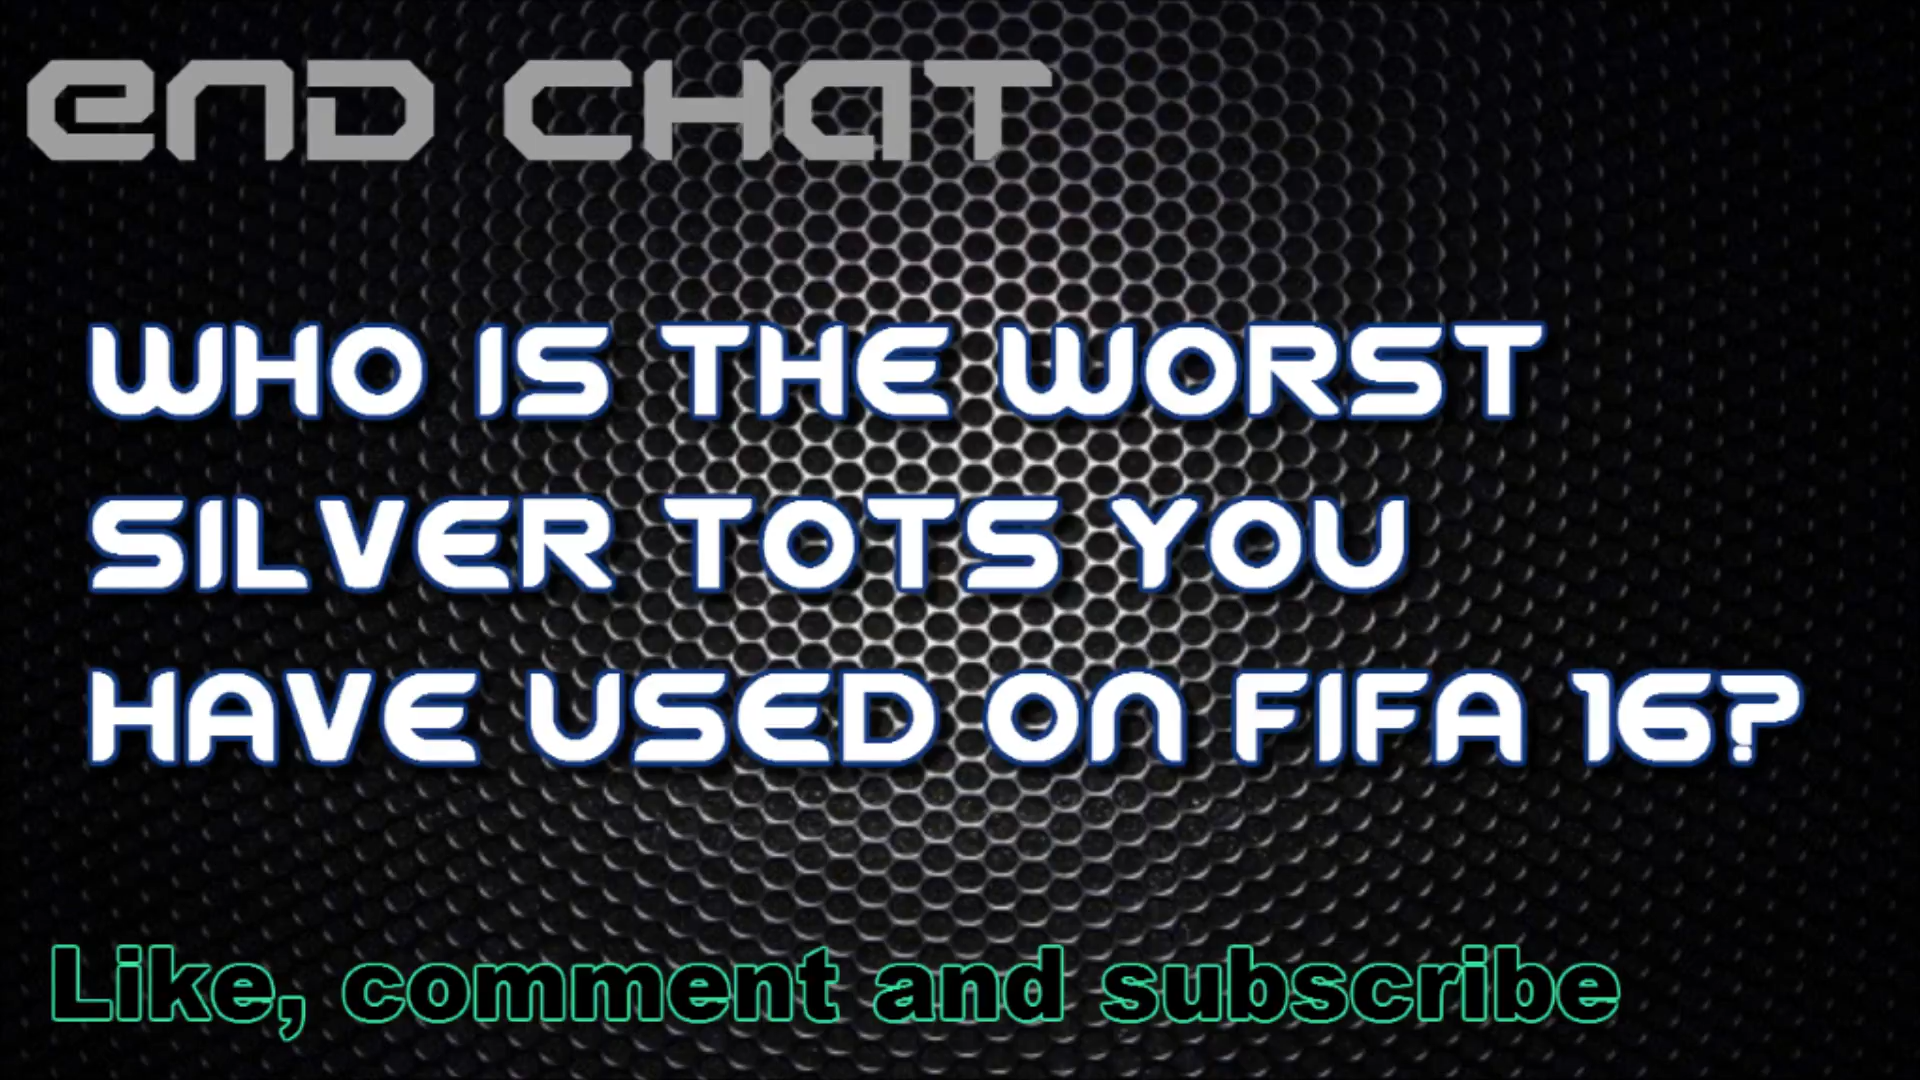 END CHAT
WHO IS THE WORST
SILVER TOTS YOU
HAVE USED ON FIFA 16?
Like, comment and subscribe